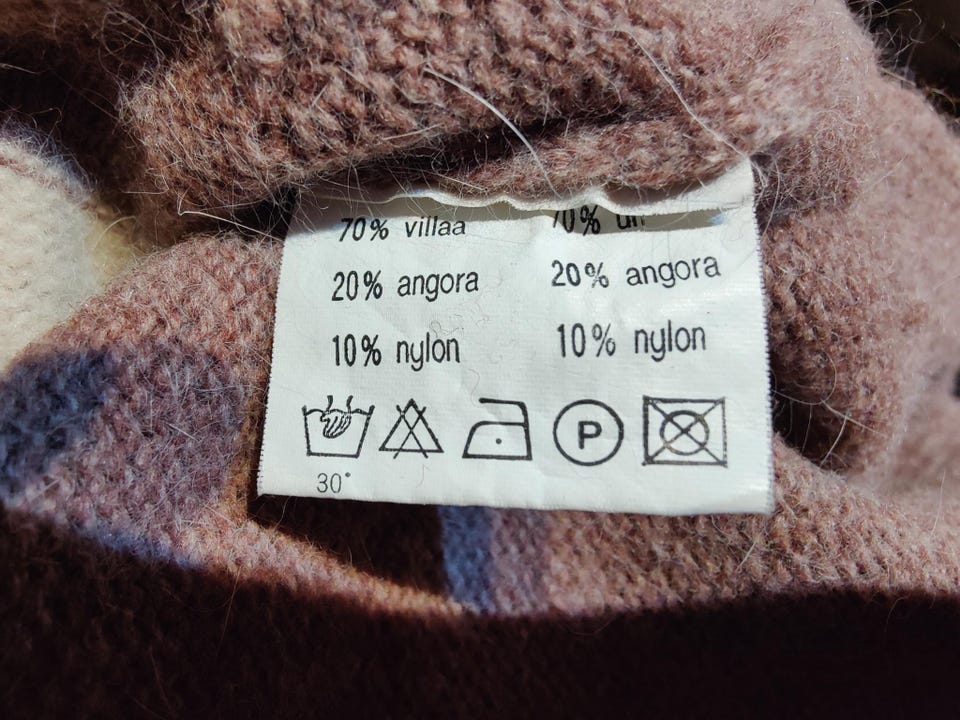 70% villaa 70%
20% angora 20% angora
10% nylon 10% nylon
P
30°